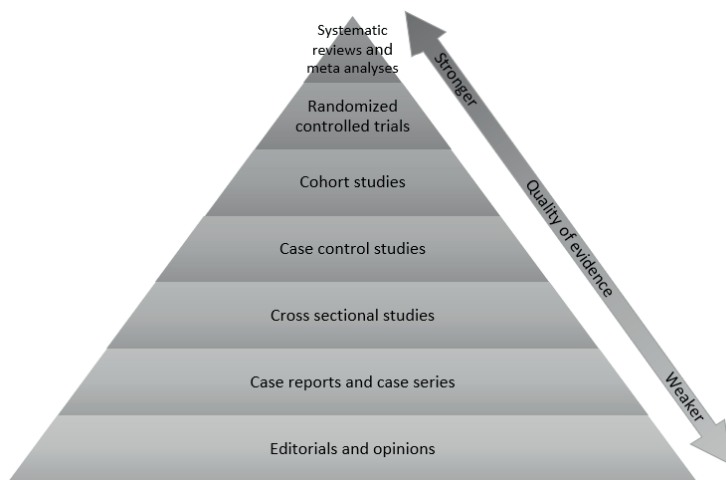 Systematic
reviews and
meta analyses
Randomized
controlled trials
Cohort studies
Case control studies
Cross sectional studies
Case reports and case series
Editorials and opinions
Stronger
Quality of evidence
Weaker